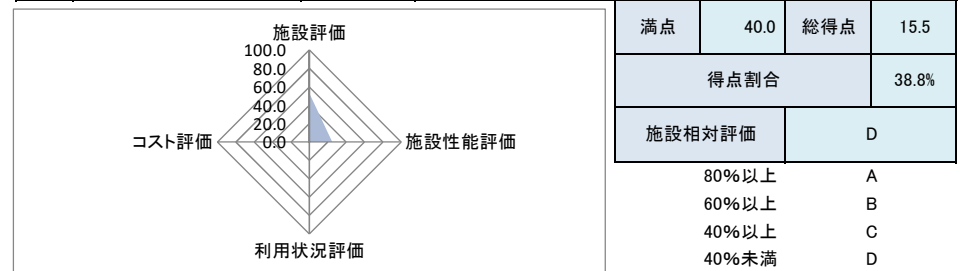 施設評価
100.0
80.0
60.0
40.0
20.0
0.0
コスト評価
施設性能評価
利用状況評価
満点 40.0 総得点 15.5
得点割合 38.8%
施設相対評価 D
80%以上 A
60%以上 B
40%以上 C
40%未満 D